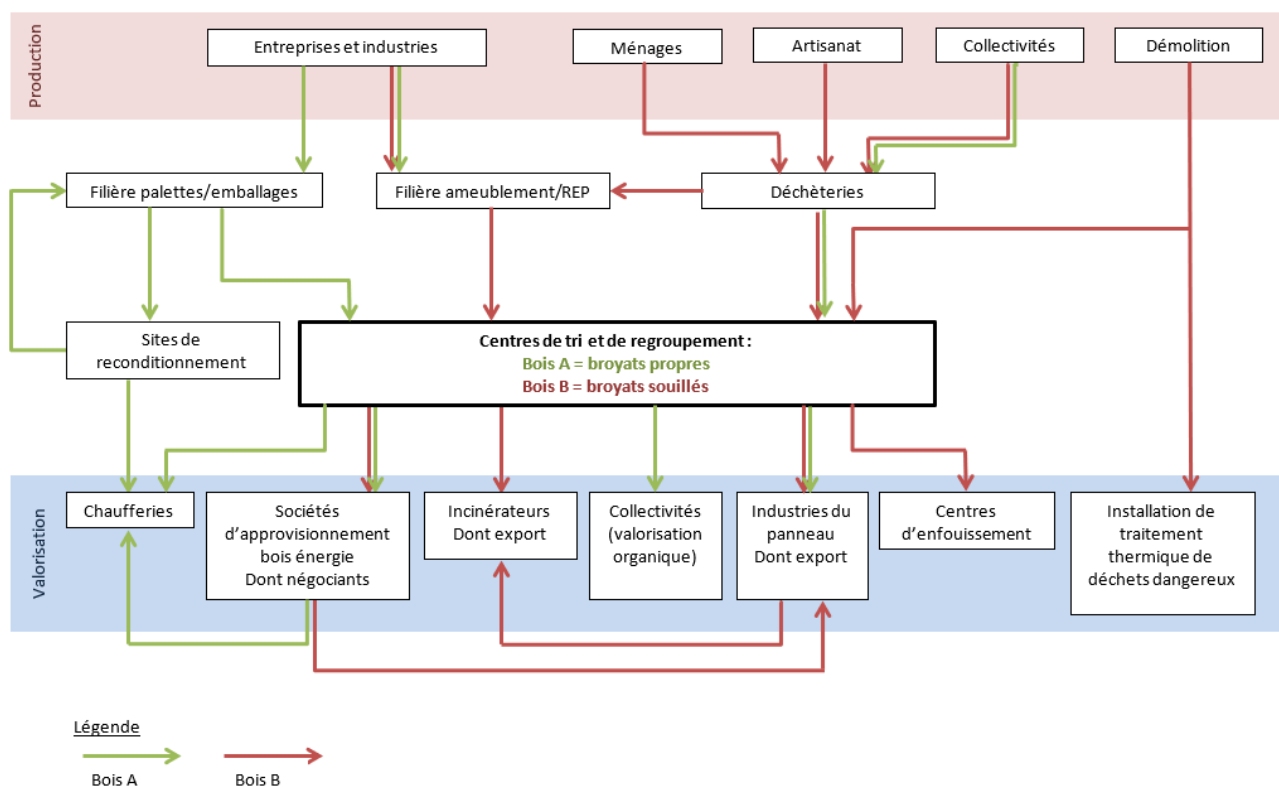 Production
Entreprises et industries
Ménages
Artisanat
Collectivités
Démolition
Filière palettes/emballages
Filière ameublement/REP
Déchèteries
Sites de
reconditionnement
Centres de tri et de regroupement :
Bois A = broyats propres
Bois B = broyats souillés
Valorisation
Chaufferies
Sociétés
d'approvisionnement
bois énergie
Dont négociants
Incinérateurs
Dont export
Collectivités
(valorisation
organique)
Industries du
panneau
Dont export
Centres
d'enfouissement
Installation de
traitement
thermique de
déchets dangereux
Légende
Bois A
Bois B